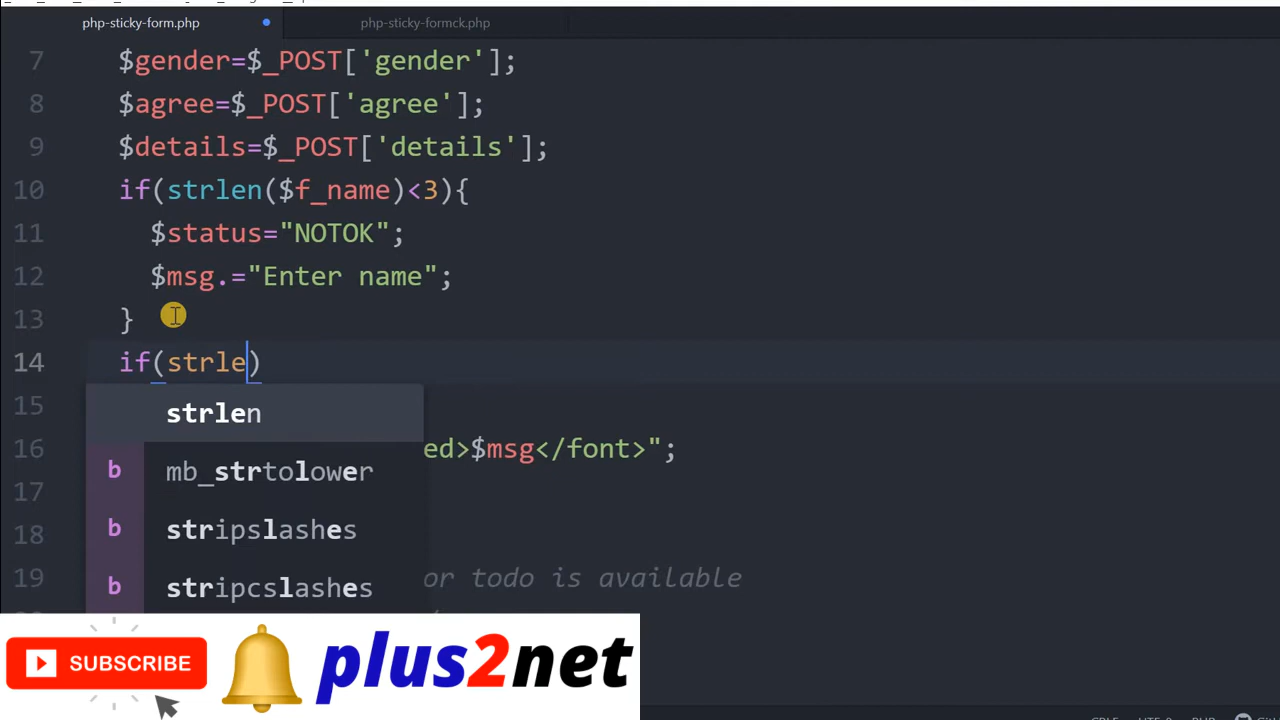 php-sticky-form.php
php-sticky-formck.php
7 $gender=$_POST['gender'];
8 $agree=$_POST['agree'];
9 $details=$_POST['details'];
10 if(strlen($f_name)<3){
11 $status="NOTOK";
12 $msg.="Enter name";
13 }
14 if(strle)
15
strlen
16 ed>$msg</font>";
b mb_strtolower
17
18
b stripslashes
19 or todo is available
b stripcslashes
SUBSCRIBE
plus2net